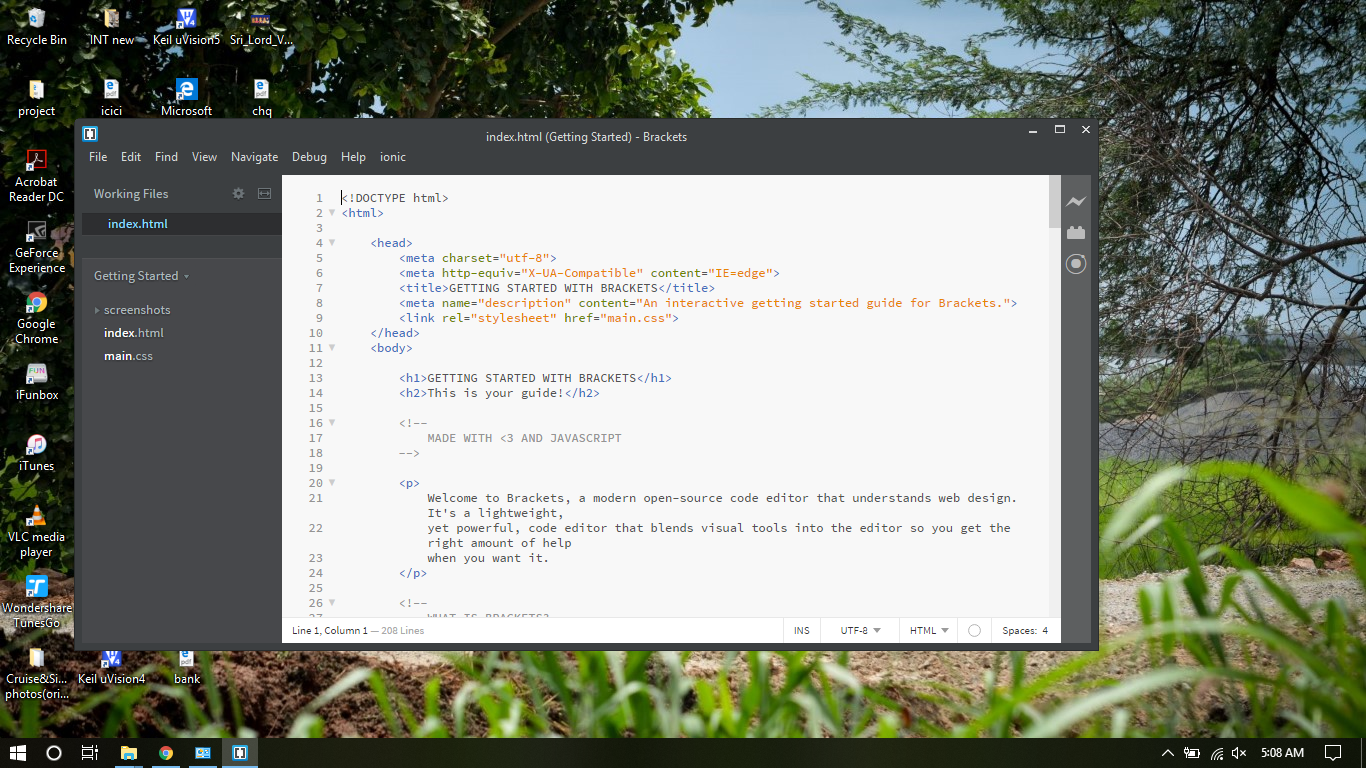 Recycle Bin
INT new
Keil uVision5
Sri_Lord_V...
project
icici
Microsoft
chq
Acrobat
Reader DC
GeForce
Experience
Google
Chrome
iFunbox
iTunes
VLC media
player
Wondershare
TunesGo
Cruise&Si...
photos(ori...
Keil uVision4
bank
index.html (Getting Started) - Brackets
File Edit Find View Navigate Debug Help ionic
Working Files
index.html
Getting Started
screenshots
index.html
main.css
1 <!DOCTYPE html>
2 <html>
3
4 <head>
5 <meta charset="utf-8">
6 <meta http-equiv="X-UA-Compatible" content="IE=edge">
7 <title>GETTING STARTED WITH BRACKETS</title>
8 <meta name="description" content="An interactive getting started guide for Brackets.">
9 <link rel="stylesheet" href="main.css">
10 </head>
11 <body>
12
13 <h1>GETTING STARTED WITH BRACKETS</h1>
14 <h2>This is your guide!</h2>
15
16 <!--
17 MADE WITH <3 AND JAVASCRIPT
18 -->
19
20 <p>
21 Welcome to Brackets, a modern open-source code editor that understands web design.
It's a lightweight,
22 yet powerful, code editor that blends visual tools into the editor so you get the
right amount of help
23 when you want it.
24 </p>
25
26 <!--
27 WHAT IS BRACKETS?
Line 1, Column 1 — 208 Lines
INS UTF-8 HTML Spaces: 4
5:08 AM